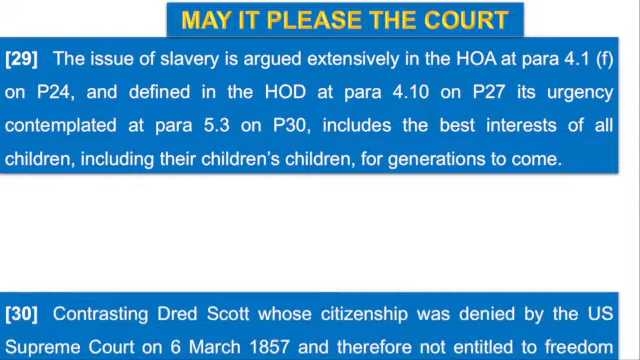 MAY IT PLEASE THE COURT
[29] The issue of slavery is argued extensively in the HOA at para 4.1 (f)
on P24, and defined in the HOD at para 4.10 on P27 its urgency
contemplated at para 5.3 on P30, includes the best interests of all
children, including their children's children, for generations to come.
[30] Contrasting Dred Scott whose citizenship was denied by the US
Supreme Court on 6 March 1857 and therefore not entitled to freedom